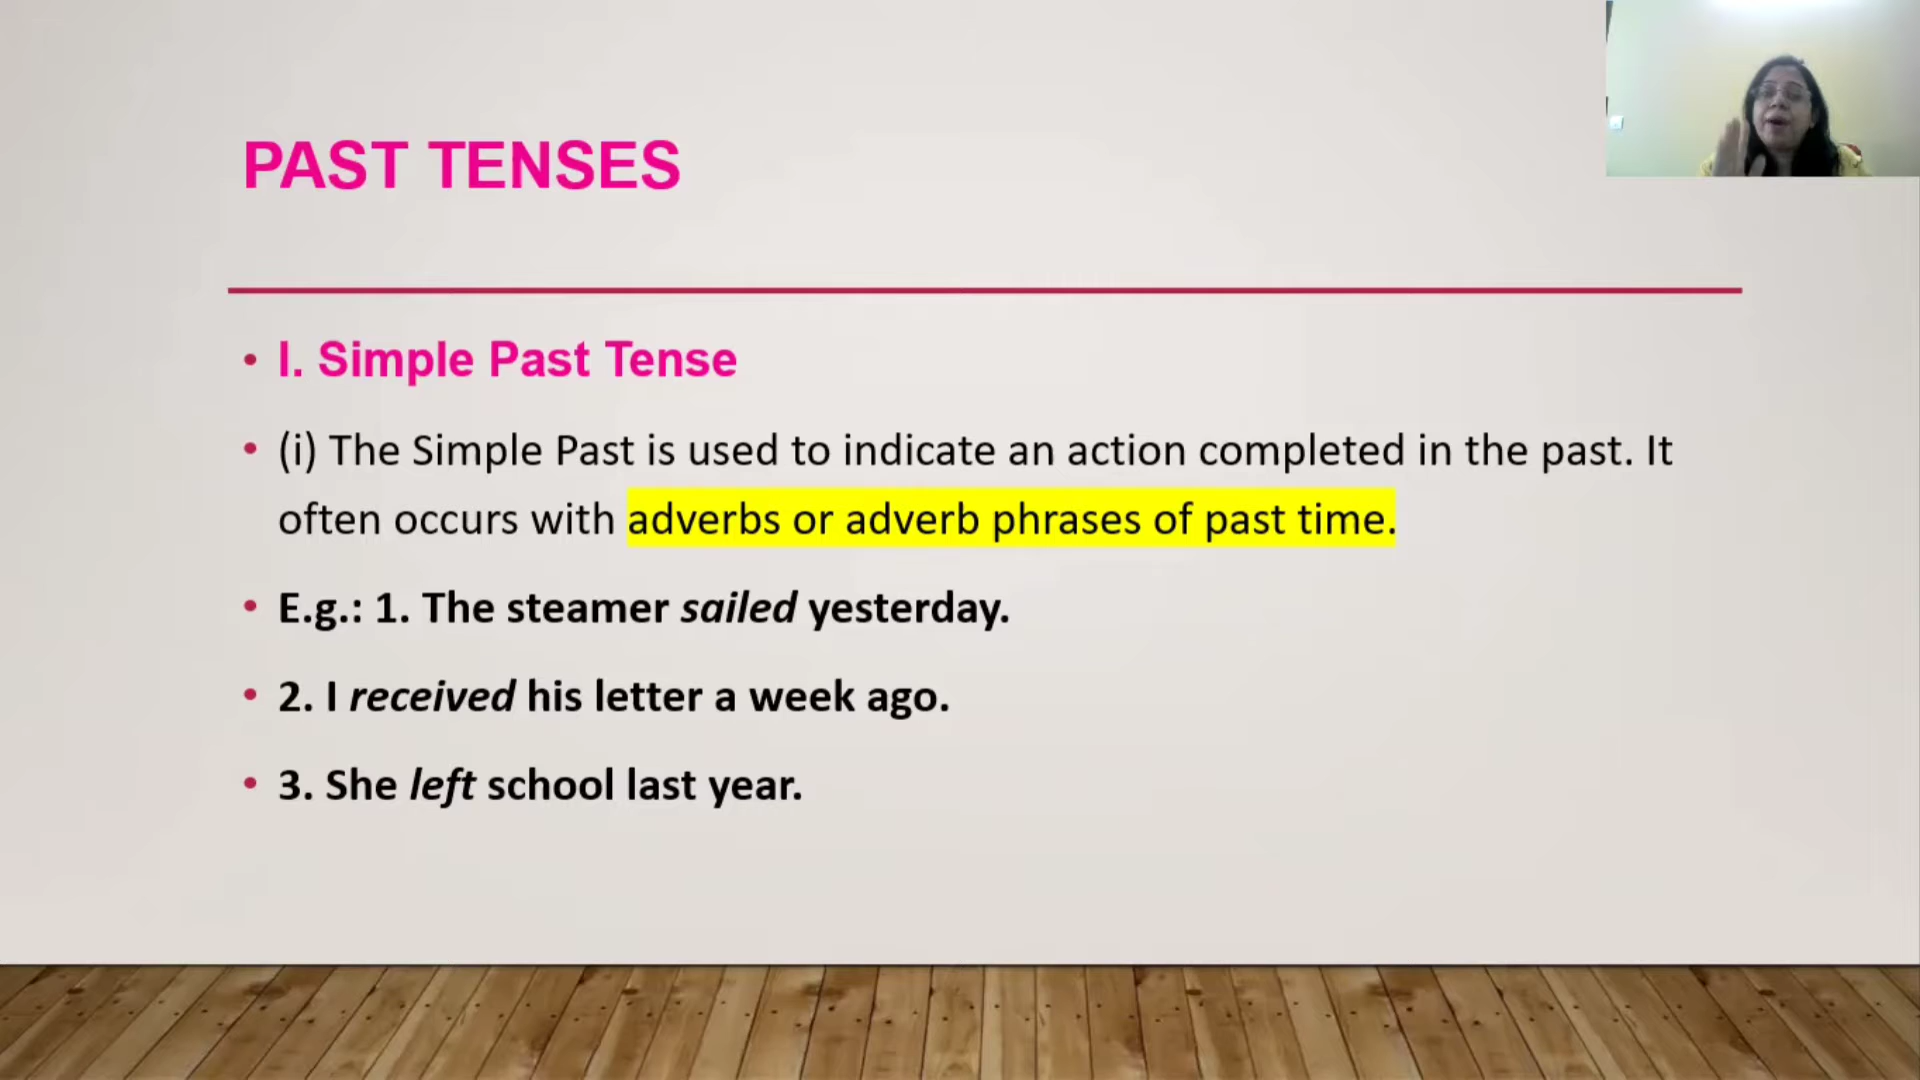 PAST TENSES
• I. Simple Past Tense
• (i) The Simple Past is used to indicate an action completed in the past. It
often occurs with adverbs or adverb phrases of past time.
• E.g.: 1. The steamer sailed yesterday.
• 2. I received his letter a week ago.
• 3. She left school last year.